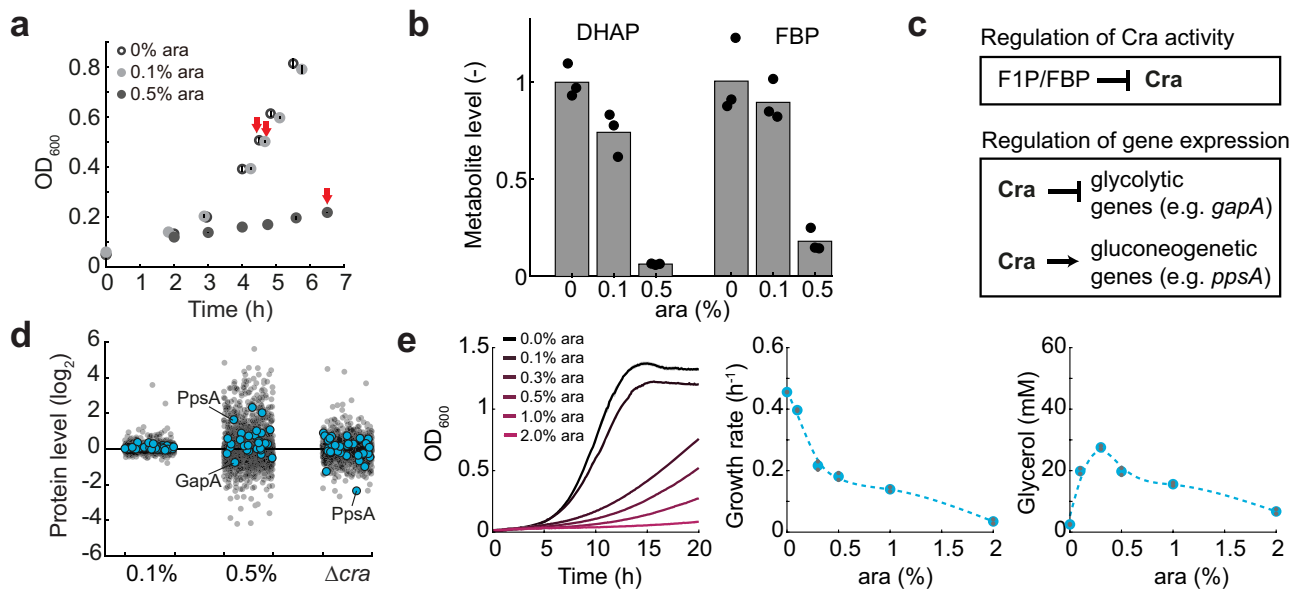 a
0% ara
0.1% ara
0.5% ara
OD600
0.8
0.6
0.4
0.2
0
0 1 2 3 4 5 6 7
Time (h)
b
DHAP FBP
Metabolite level (-)
1
0
0 0.1 0.5 0 0.1 0.5
ara (%)
c
Regulation of Cra activity
F1P/FBP Cra
Regulation of gene expression
Cra glycolytic
genes (e.g. gapA)
Cra gluconeogenetic
genes (e.g. ppsA)
d
Protein level (log2)
6
4
2
0
-2
-4
-6
PpsA
GapA
PpsA
0.1% 0.5% Δcra
e
0.0% ara
0.1% ara
0.3% ara
0.5% ara
1.0% ara
2.0% ara
OD600
1.5
1
0.5
0
0 5 10 15 20
Time (h)
Growth rate (h-1)
0.6
0.4
0.2
0
0 0.5 1 1.5 2
ara (%)
Glycerol (mM)
60
40
20
0
0 0.5 1 1.5 2
ara (%)